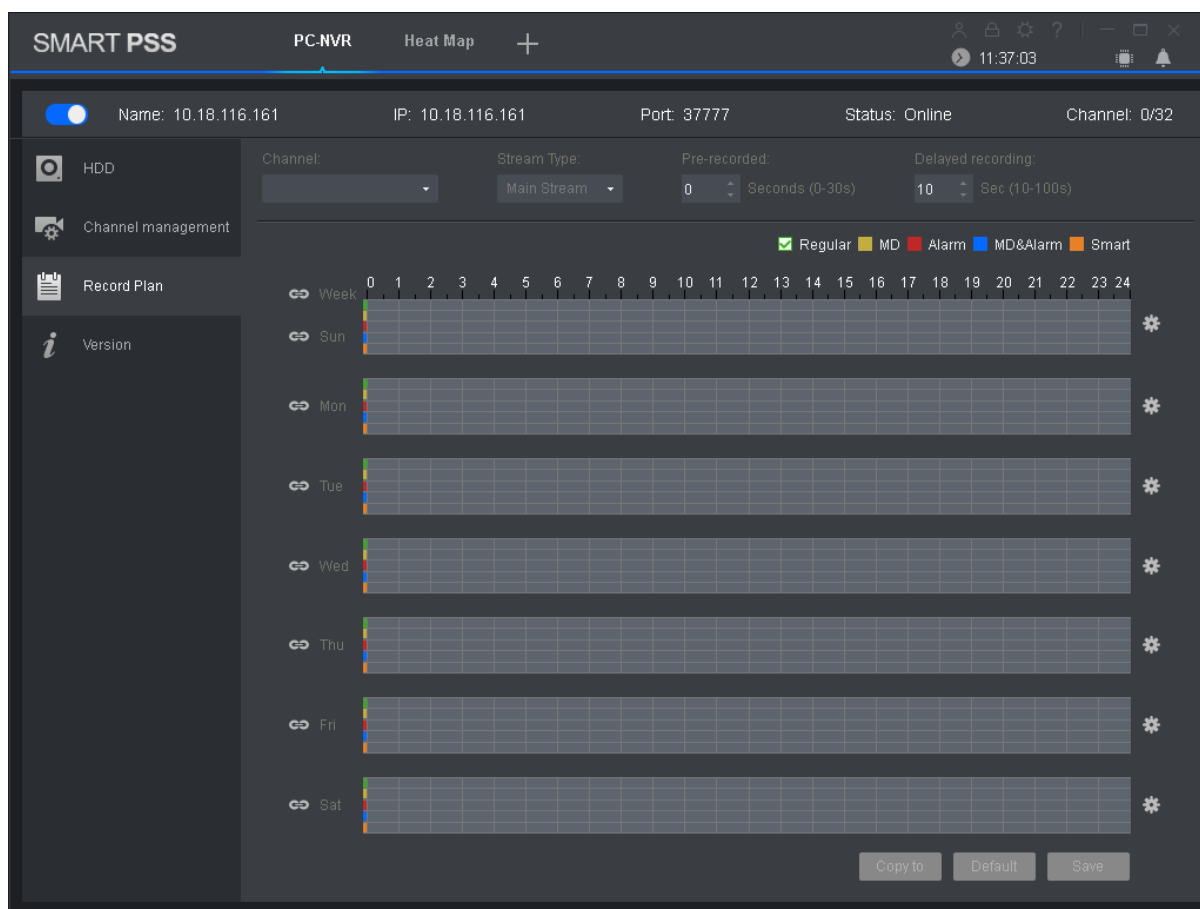 SMART PSS PC-NVR Heat Map
11:37:03
Name: 10.18.116.161 IP: 10.18.116.161 Port: 37777 Status: Online Channel: 0/32
HDD
Channel management
Record Plan
Version
Channel: Stream Type: Pre-recorded: Delayed recording:
Main Stream 0 Seconds (0-30s) 10 Sec (10-100s)
Regular MD Alarm MD&Alarm Smart
Week 0 1 2 3 4 5 6 7 8 9 10 11 12 13 14 15 16 17 18 19 20 21 22 23 24
Sun
Mon
Tue
Wed
Thu
Fri
Sat
Copy to Default Save